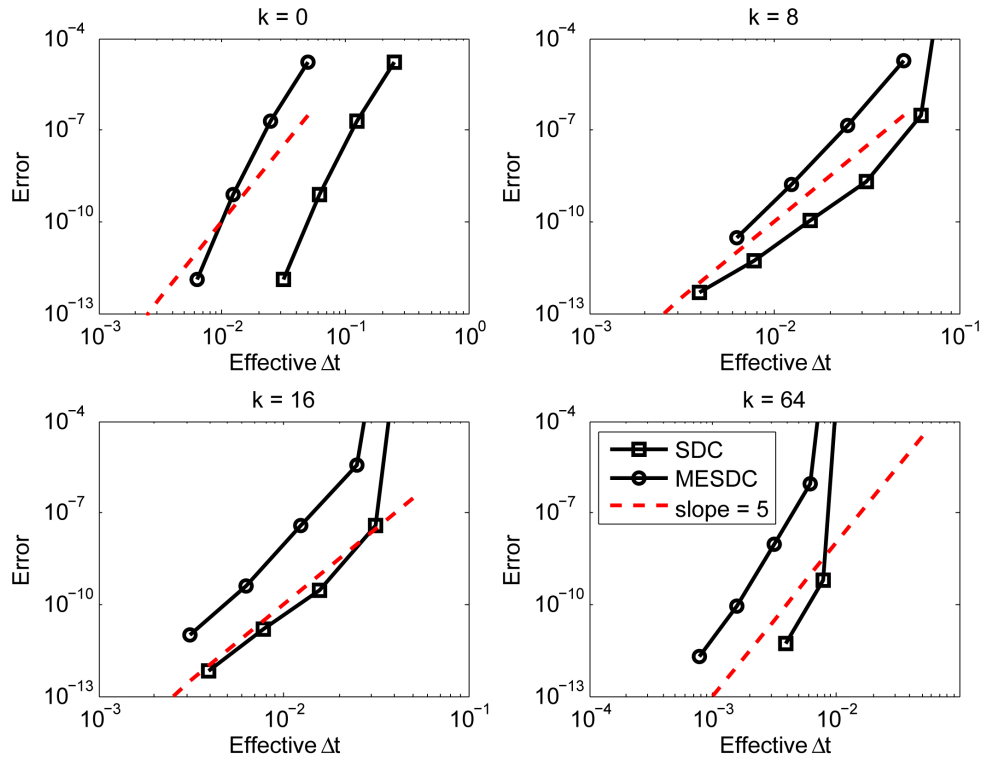 k = 0
10⁻⁴
10⁻⁷
10⁻¹⁰
10⁻¹³
Error
10⁻³
10⁻²
10⁻¹
10⁰
Effective Δt
k = 8
10⁻⁴
10⁻⁷
10⁻¹⁰
10⁻¹³
Error
10⁻³
10⁻²
10⁻¹
Effective Δt
k = 16
10⁻⁴
10⁻⁷
10⁻¹⁰
10⁻¹³
Error
10⁻³
10⁻²
10⁻¹
Effective Δt
k = 64
10⁻⁴
10⁻⁷
10⁻¹⁰
10⁻¹³
Error
SDC
MESDC
slope = 5
10⁻⁴
10⁻³
10⁻²
Effective Δt